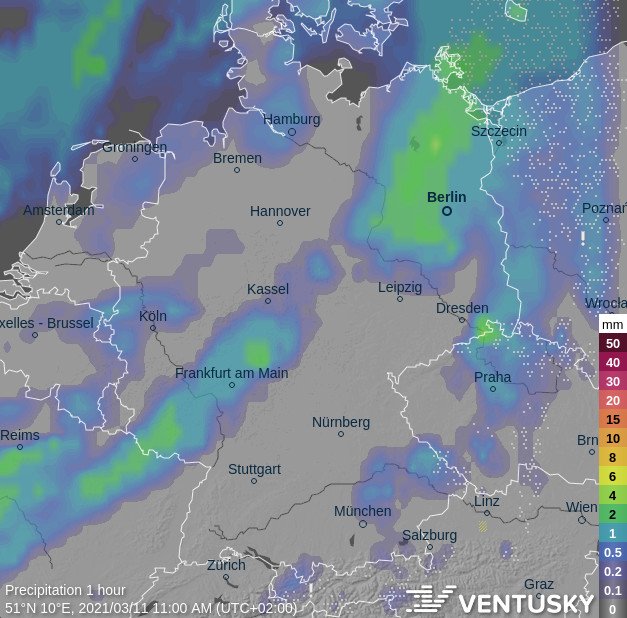 Hamburg
Szczecin
Groningen
Bremen
Berlin
Amsterdam
Hannover
Poznań
!
Kassel
Leipzig
Dresden
Wrocła
xelles - Brussel
Köln
mm
50
40
30
20
15
10
8
6
4
2
1
0.5
0.2
0.1
0
Frankfurt am Main
Praha
Reims
Nürnberg
Brn
Stuttgart
Linz
Wien
München
Salzburg
Zürich
Graz
!
Precipitation 1 hour
51°N 10°E, 2021/03/11 11:00 AM (UTC+02:00)
VENTUSKY